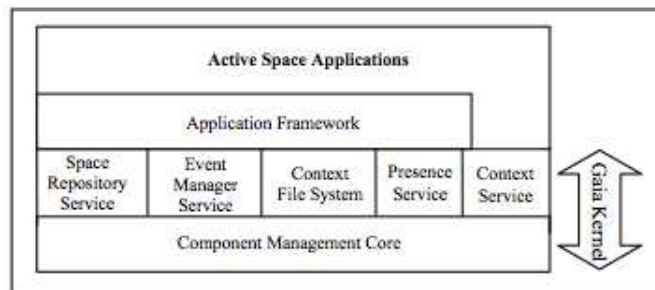 Active Space Applications
Application Framework
Space
Repository
Service
Event
Manager
Service
Context
File System
Presence
Service
Context
Service
Component Management Core
Gaia Kernel